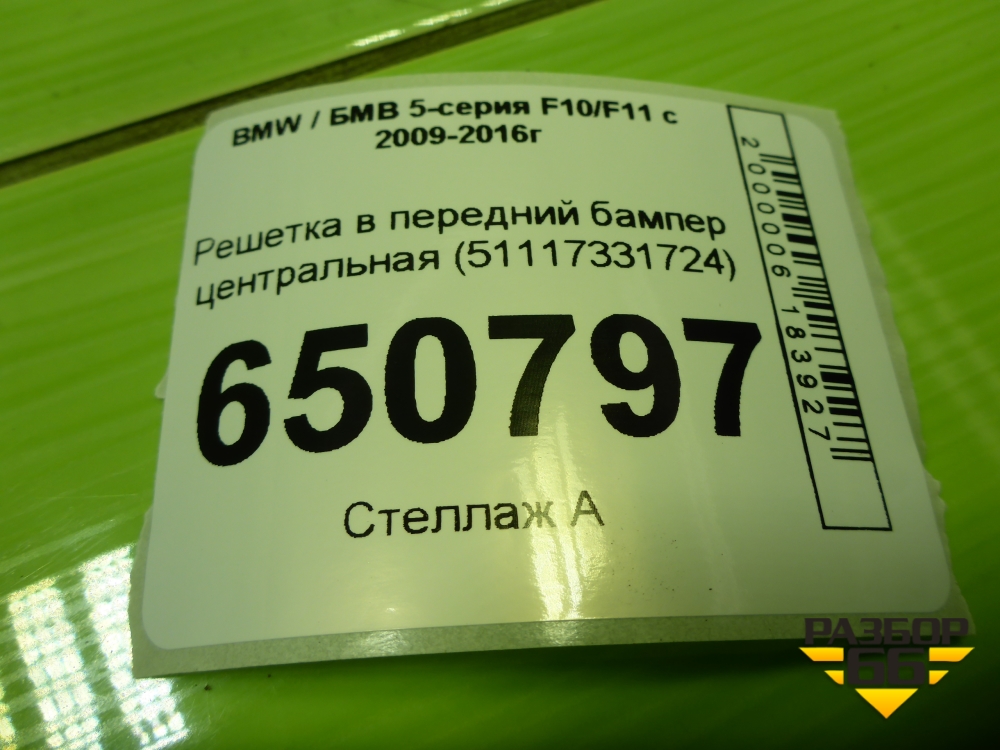 BMW / БМВ 5-серия F10/F11 с
2009-2016г
Решетка в передний бампер
центральная (51117331724)
650797
Стеллаж А
2000006183927
РАЗБОР
66